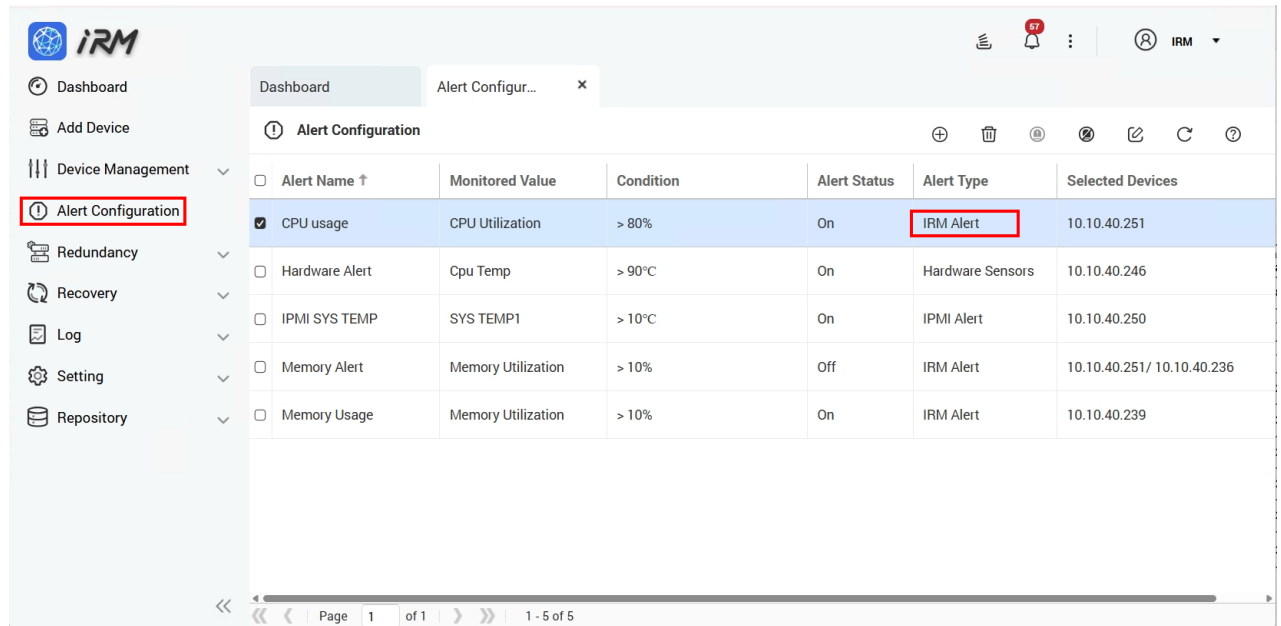 iRM
57
IRM
Dashboard
Add Device
Device Management
Alert Configuration
Redundancy
Recovery
Log
Setting
Repository
Dashboard
Alert Configur...
Alert Configuration
Alert Name Monitored Value Condition Alert Status Alert Type Selected Devices
CPU usage CPU Utilization > 80% On IRM Alert 10.10.40.251
Hardware Alert Cpu Temp > 90°C On Hardware Sensors 10.10.40.246
IPMI SYS TEMP SYS TEMP1 > 10°C On IPMI Alert 10.10.40.250
Memory Alert Memory Utilization > 10% Off IRM Alert 10.10.40.251/ 10.10.40.236
Memory Usage Memory Utilization > 10% On IRM Alert 10.10.40.239
Page 1 of 1 1 - 5 of 5